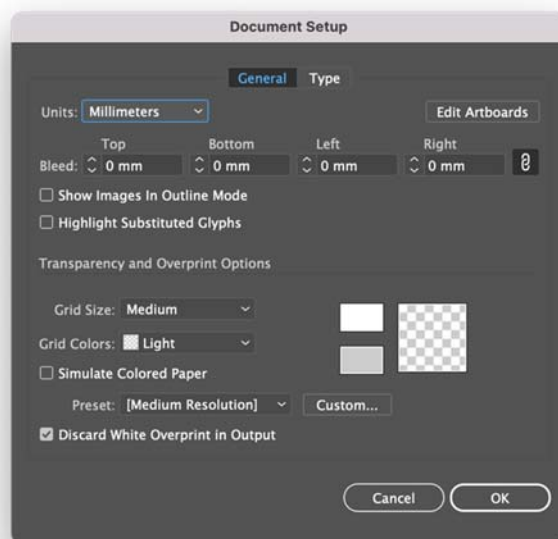 Document Setup
General Type
Units: Millimeters Edit Artboards
Top Bottom Left Right
Bleed: 0 mm 0 mm 0 mm 0 mm
Show Images In Outline Mode
Highlight Substituted Glyphs
Transparency and Overprint Options
Grid Size: Medium
Grid Colors: Light
Simulate Colored Paper
Preset: [Medium Resolution] Custom...
Discard White Overprint in Output
Cancel OK